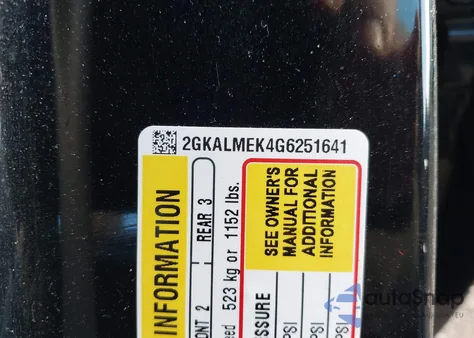 2GKALMEK4G6251641
INFORMATION
ONT 2
REAR 3
eed 523 kg or 1152 lbs.
SEE OWNER'S
MANUAL FOR
ADDITIONAL
INFORMATION
SSURE
PSI
PSI
PSI
autaShop